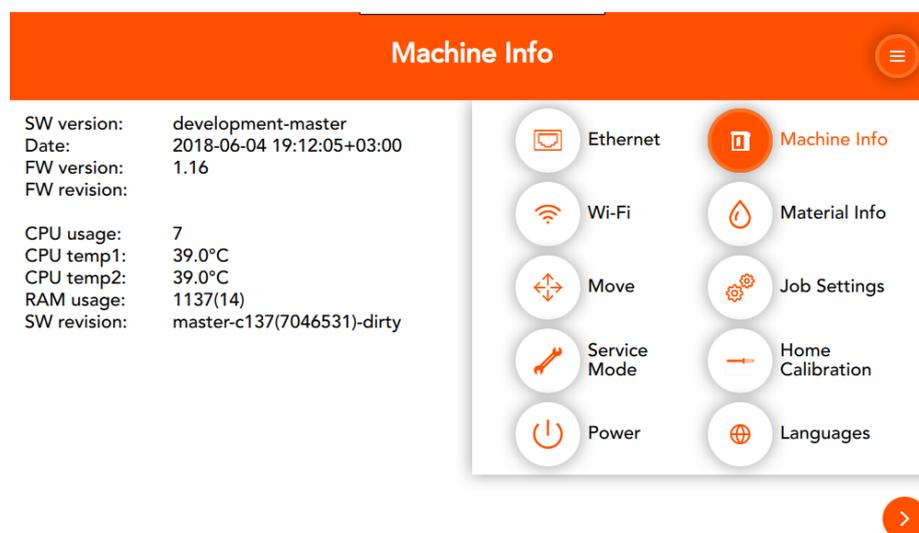 Machine Info
SW version: development-master
Date: 2018-06-04 19:12:05+03:00
FW version: 1.16
FW revision:
CPU usage: 7
CPU temp1: 39.0°C
CPU temp2: 39.0°C
RAM usage: 1137(14)
SW revision: master-c137(7046531)-dirty
Ethernet
Machine Info
Wi-Fi
Material Info
Move
Job Settings
Service
Mode
Home
Calibration
Power
Languages